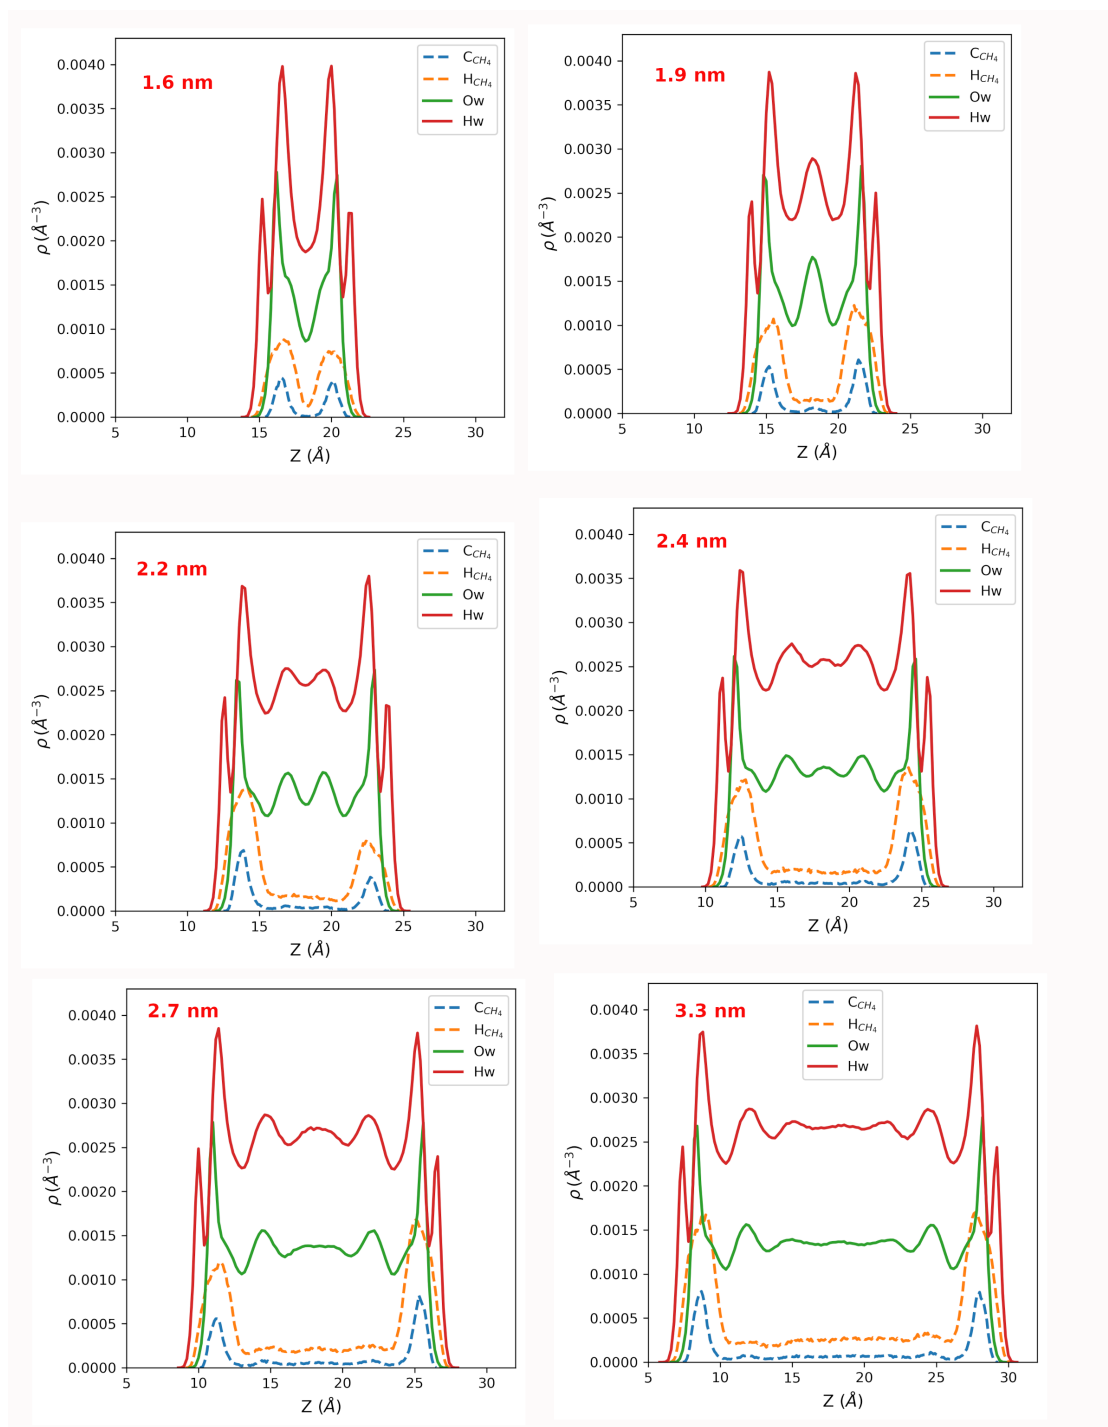 1.6 nm
C_CH4
H_CH4
Ow
Hw
0.0040
0.0035
0.0030
0.0025
0.0020
0.0015
0.0010
0.0005
0.0000
ρ (Å⁻³)
5 10 15 20 25 30
Z (Å)
1.9 nm
C_CH4
H_CH4
Ow
Hw
0.0040
0.0035
0.0030
0.0025
0.0020
0.0015
0.0010
0.0005
0.0000
ρ (Å⁻³)
5 10 15 20 25 30
Z (Å)
2.2 nm
C_CH4
H_CH4
Ow
Hw
0.0040
0.0035
0.0030
0.0025
0.0020
0.0015
0.0010
0.0005
0.0000
ρ (Å⁻³)
5 10 15 20 25 30
Z (Å)
2.4 nm
C_CH4
H_CH4
Ow
Hw
0.0040
0.0035
0.0030
0.0025
0.0020
0.0015
0.0010
0.0005
0.0000
ρ (Å⁻³)
5 10 15 20 25 30
Z (Å)
2.7 nm
C_CH4
H_CH4
Ow
Hw
0.0040
0.0035
0.0030
0.0025
0.0020
0.0015
0.0010
0.0005
0.0000
ρ (Å⁻³)
5 10 15 20 25 30
Z (Å)
3.3 nm
C_CH4
H_CH4
Ow
Hw
0.0040
0.0035
0.0030
0.0025
0.0020
0.0015
0.0010
0.0005
0.0000
ρ (Å⁻³)
5 10 15 20 25 30
Z (Å)